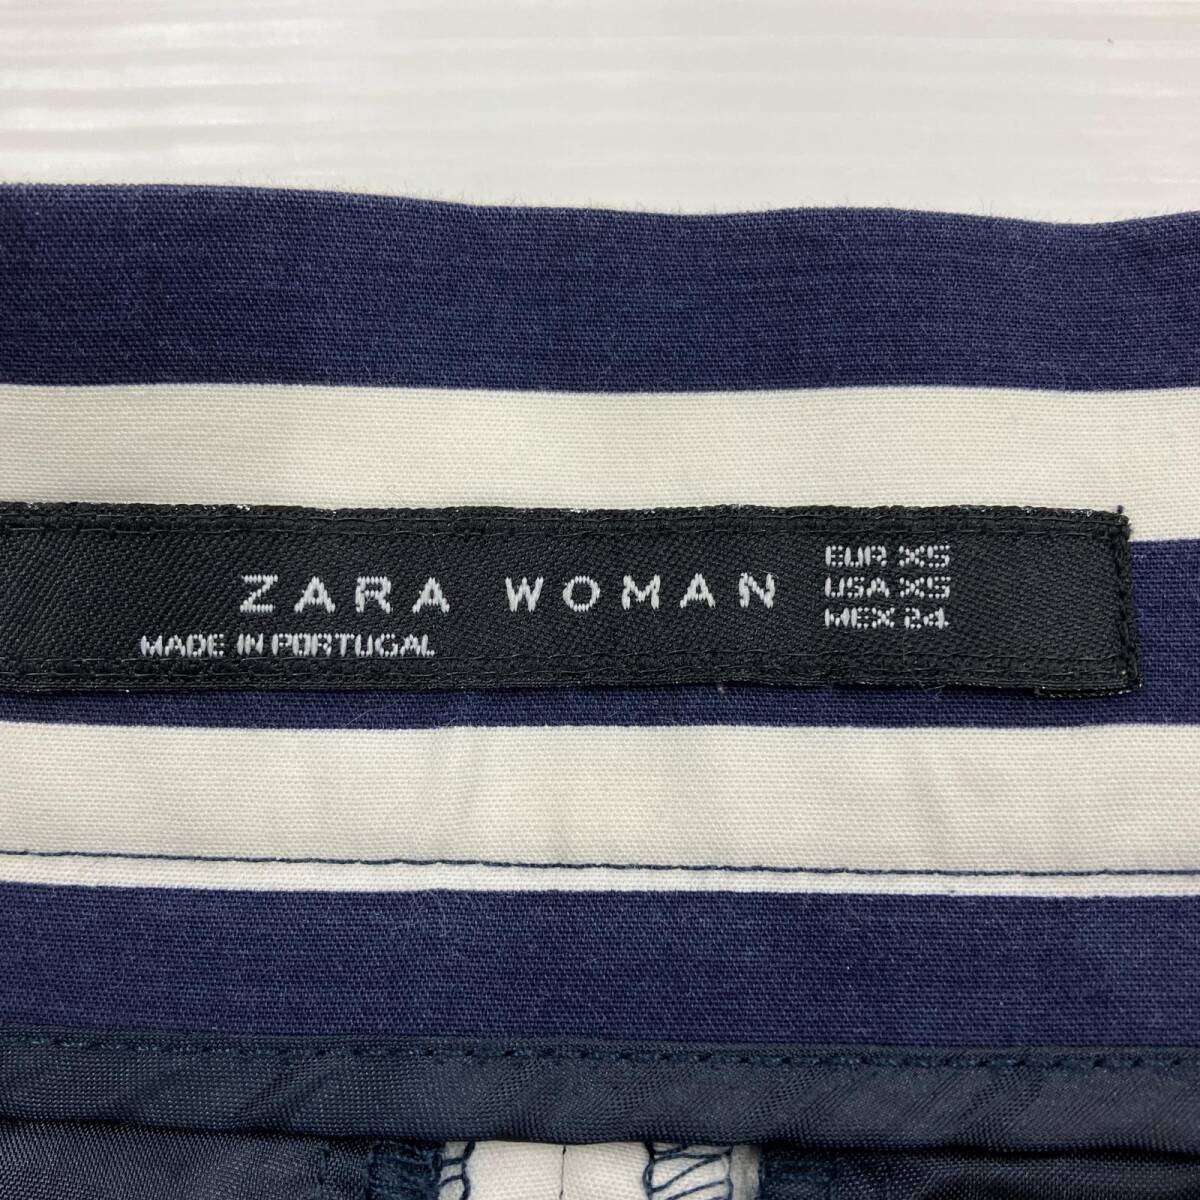 ZARA WOMAN
MADE IN PORTUGAL
EUR XS
USA XS
MEX 24